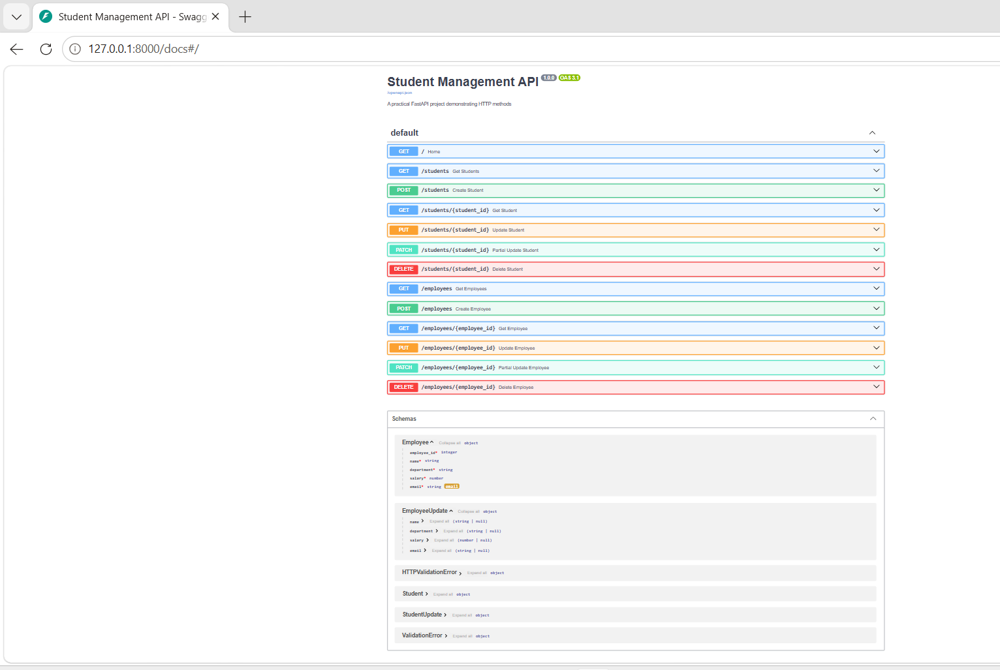 Student Management API - Swagg
127.0.0.1:8000/docs#/
Student Management API 1.0.0 OAS 3.1
/openapi.json
A practical FastAPI project demonstrating HTTP methods
default
GET / Home
GET /students Get Students
POST /students Create Student
GET /students/{student_id} Get Student
PUT /students/{student_id} Update Student
PATCH /students/{student_id} Partial Update Student
DELETE /students/{student_id} Delete Student
GET /employees Get Employees
POST /employees Create Employee
GET /employees/{employee_id} Get Employee
PUT /employees/{employee_id} Update Employee
PATCH /employees/{employee_id} Partial Update Employee
DELETE /employees/{employee_id} Delete Employee
Schemas
Employee Collapse all object
employee_id* integer
name* string
department* string
salary* number
email* string email
EmployeeUpdate Collapse all object
name Expand all (string | null)
department Expand all (string | null)
salary Expand all (number | null)
email Expand all (string | null)
HTTPValidationError Expand all object
Student Expand all object
StudentUpdate Expand all object
ValidationError Expand all object